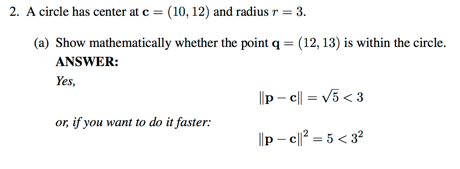 2. A circle has center at c = (10, 12) and radius r = 3.
(a) Show mathematically whether the point q = (12, 13) is within the circle.
ANSWER:
Yes,
‖p − c‖ = √5 < 3
or, if you want to do it faster:
‖p − c‖² = 5 < 3²